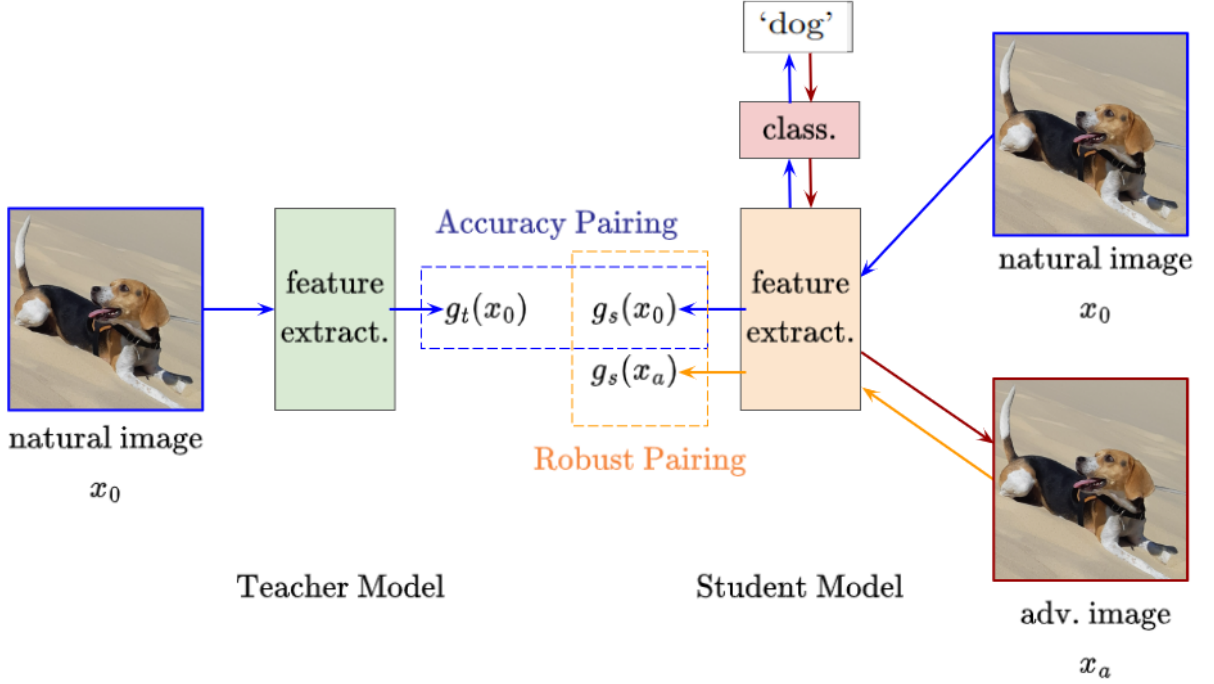 ‘dog’
class.
Accuracy Pairing
feature
extract.
g_t(x_0)
g_s(x_0)
g_s(x_a)
feature
extract.
Robust Pairing
natural image
x_0
natural image
x_0
Teacher Model
Student Model
adv. image
x_a